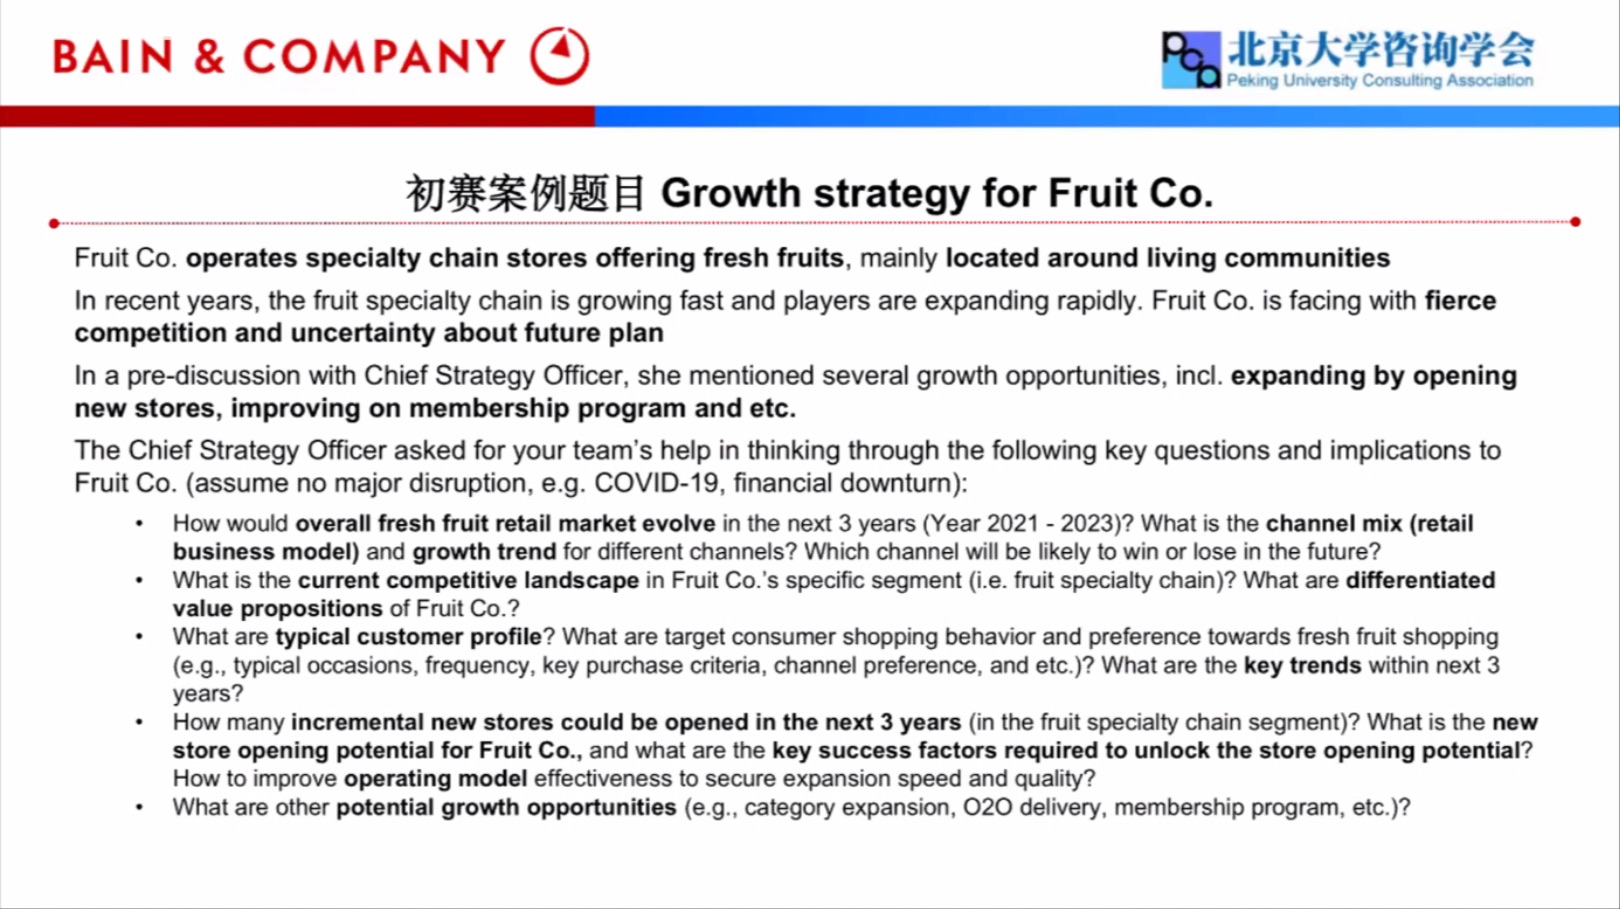 BAIN & COMPANY
PCA 北京大学咨询学会
Peking University Consulting Association
初赛案例题目 Growth strategy for Fruit Co.
Fruit Co. operates specialty chain stores offering fresh fruits, mainly located around living communities
In recent years, the fruit specialty chain is growing fast and players are expanding rapidly. Fruit Co. is facing with fierce
competition and uncertainty about future plan
In a pre-discussion with Chief Strategy Officer, she mentioned several growth opportunities, incl. expanding by opening
new stores, improving on membership program and etc.
The Chief Strategy Officer asked for your team's help in thinking through the following key questions and implications to
Fruit Co. (assume no major disruption, e.g. COVID-19, financial downturn):
• How would overall fresh fruit retail market evolve in the next 3 years (Year 2021 - 2023)? What is the channel mix (retail
business model) and growth trend for different channels? Which channel will be likely to win or lose in the future?
• What is the current competitive landscape in Fruit Co.'s specific segment (i.e. fruit specialty chain)? What are differentiated
value propositions of Fruit Co.?
• What are typical customer profile? What are target consumer shopping behavior and preference towards fresh fruit shopping
(e.g., typical occasions, frequency, key purchase criteria, channel preference, and etc.)? What are the key trends within next 3
years?
• How many incremental new stores could be opened in the next 3 years (in the fruit specialty chain segment)? What is the new
store opening potential for Fruit Co., and what are the key success factors required to unlock the store opening potential?
How to improve operating model effectiveness to secure expansion speed and quality?
• What are other potential growth opportunities (e.g., category expansion, O2O delivery, membership program, etc.)?